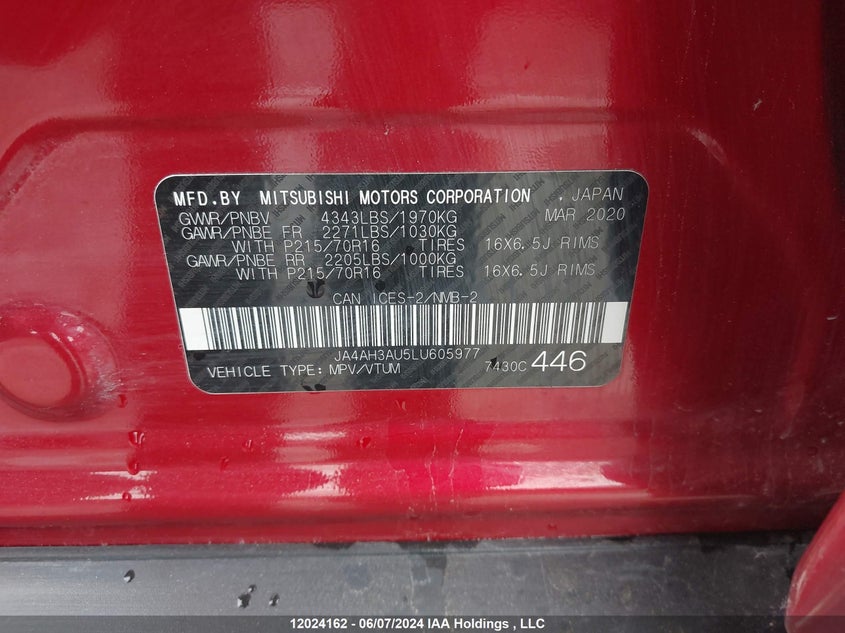 MFD.BY MITSUBISHI MOTORS CORPORATION , JAPAN
GVWR/PNBV 4343LBS/1970KG MAR 2020
GAWR/PNBE FR 2271LBS/1030KG
WITH P215/70R16 TIRES 16X6.5J RIMS
GAWR/PNBE RR 2205LBS/1000KG
WITH P215/70R16 TIRES 16X6.5J RIMS
CAN ICES-2/NMB-2
JA4AH3AU5LU605977
VEHICLE TYPE: MPV/VTUM 7430C 446
12024162 - 06/07/2024 IAA Holdings , LLC